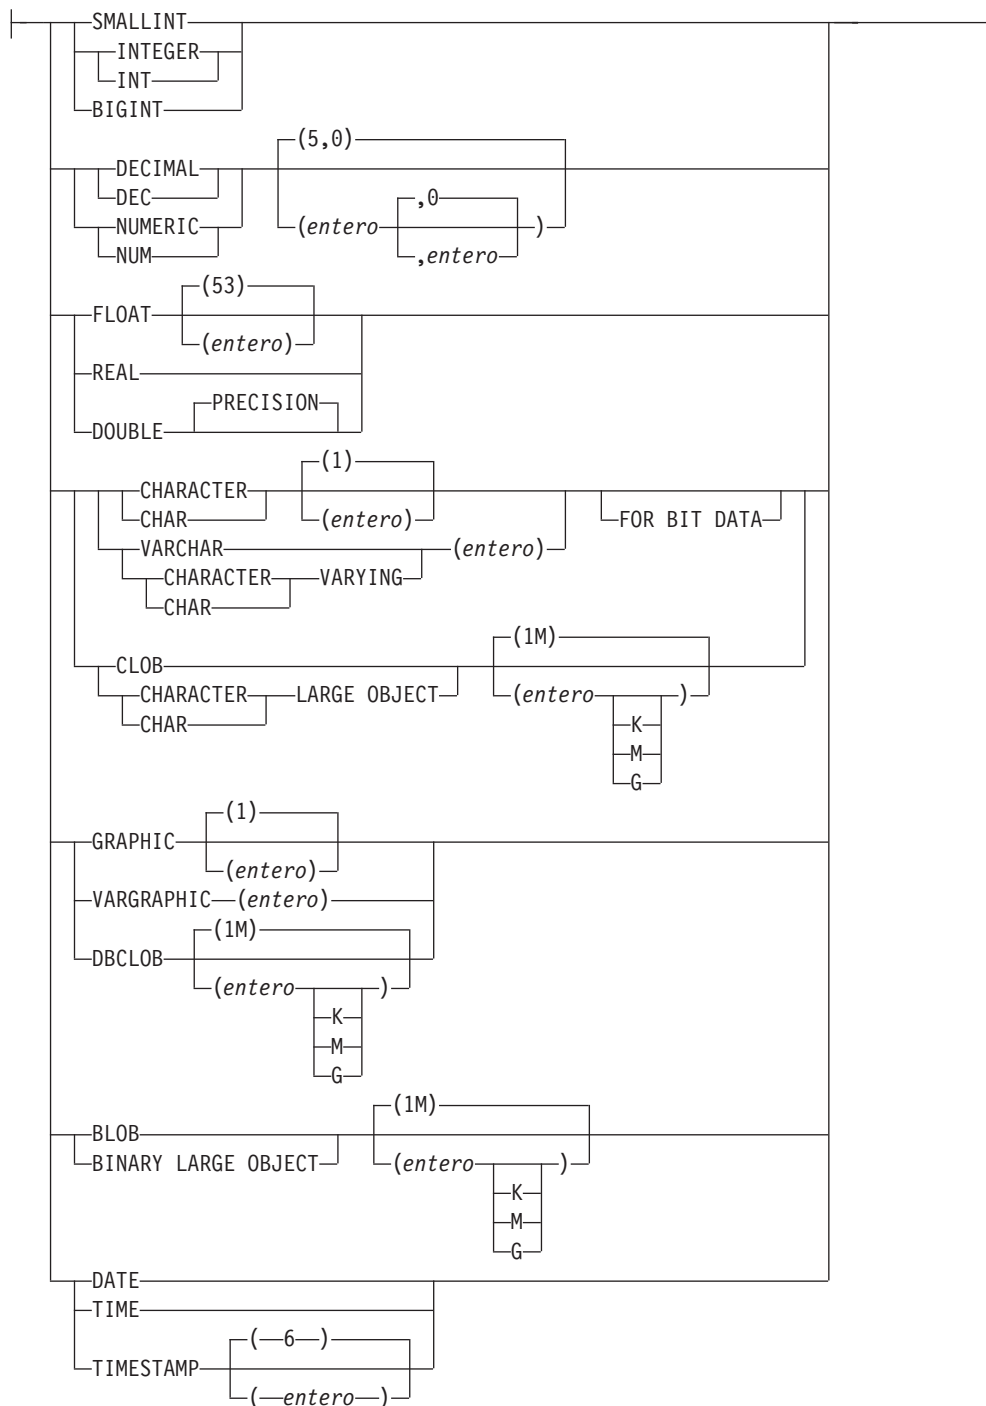 SMALLINT
INTEGER
INT
BIGINT
(5,0)
DECIMAL
DEC
,0
NUMERIC
(entero )
NUM
,entero
(53)
FLOAT
(entero)
REAL
PRECISION
DOUBLE
(1)
CHARACTER
CHAR
(entero)
FOR BIT DATA
VARCHAR
(entero)
CHARACTER VARYING
CHAR
(1M)
CLOB
CHARACTER LARGE OBJECT
(entero )
CHAR
K
M
G
(1)
GRAPHIC
(entero)
VARGRAPHIC (entero)
(1M)
DBCLOB
(entero )
K
M
G
(1M)
BLOB
BINARY LARGE OBJECT
(entero )
K
M
G
DATE
TIME
( 6 )
TIMESTAMP
( entero )